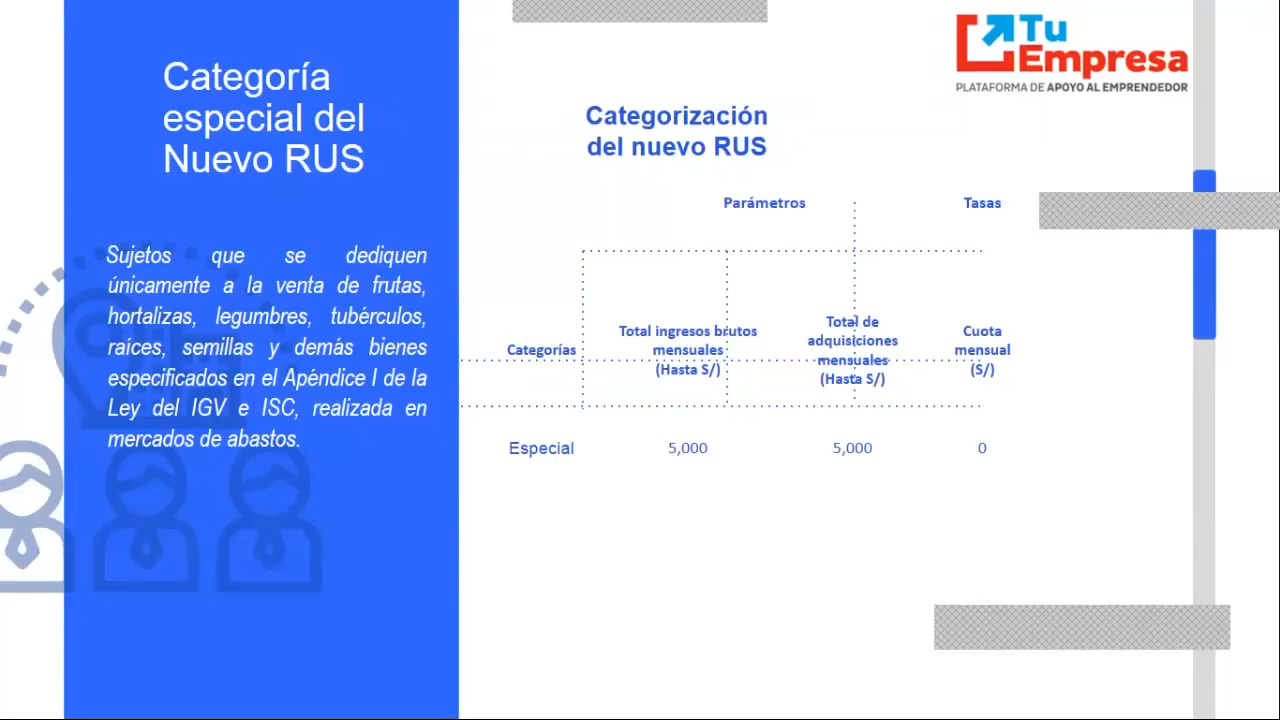 Categoría
especial del
Nuevo RUS
Sujetos que se dediquen
únicamente a la venta de frutas,
hortalizas, legumbres, tubérculos,
raíces, semillas y demás bienes
especificados en el Apéndice I de la
Ley del IGV e ISC, realizada en
mercados de abastos.
Tu
Empresa
PLATAFORMA DE APOYO AL EMPRENDEDOR
Categorización
del nuevo RUS
Parámetros
Tasas
Categorías
Total ingresos brutos
mensuales
(Hasta S/)
Total de
adquisiciones
mensuales
(Hasta S/)
Cuota
mensual
(S/)
Especial
5,000
5,000
0